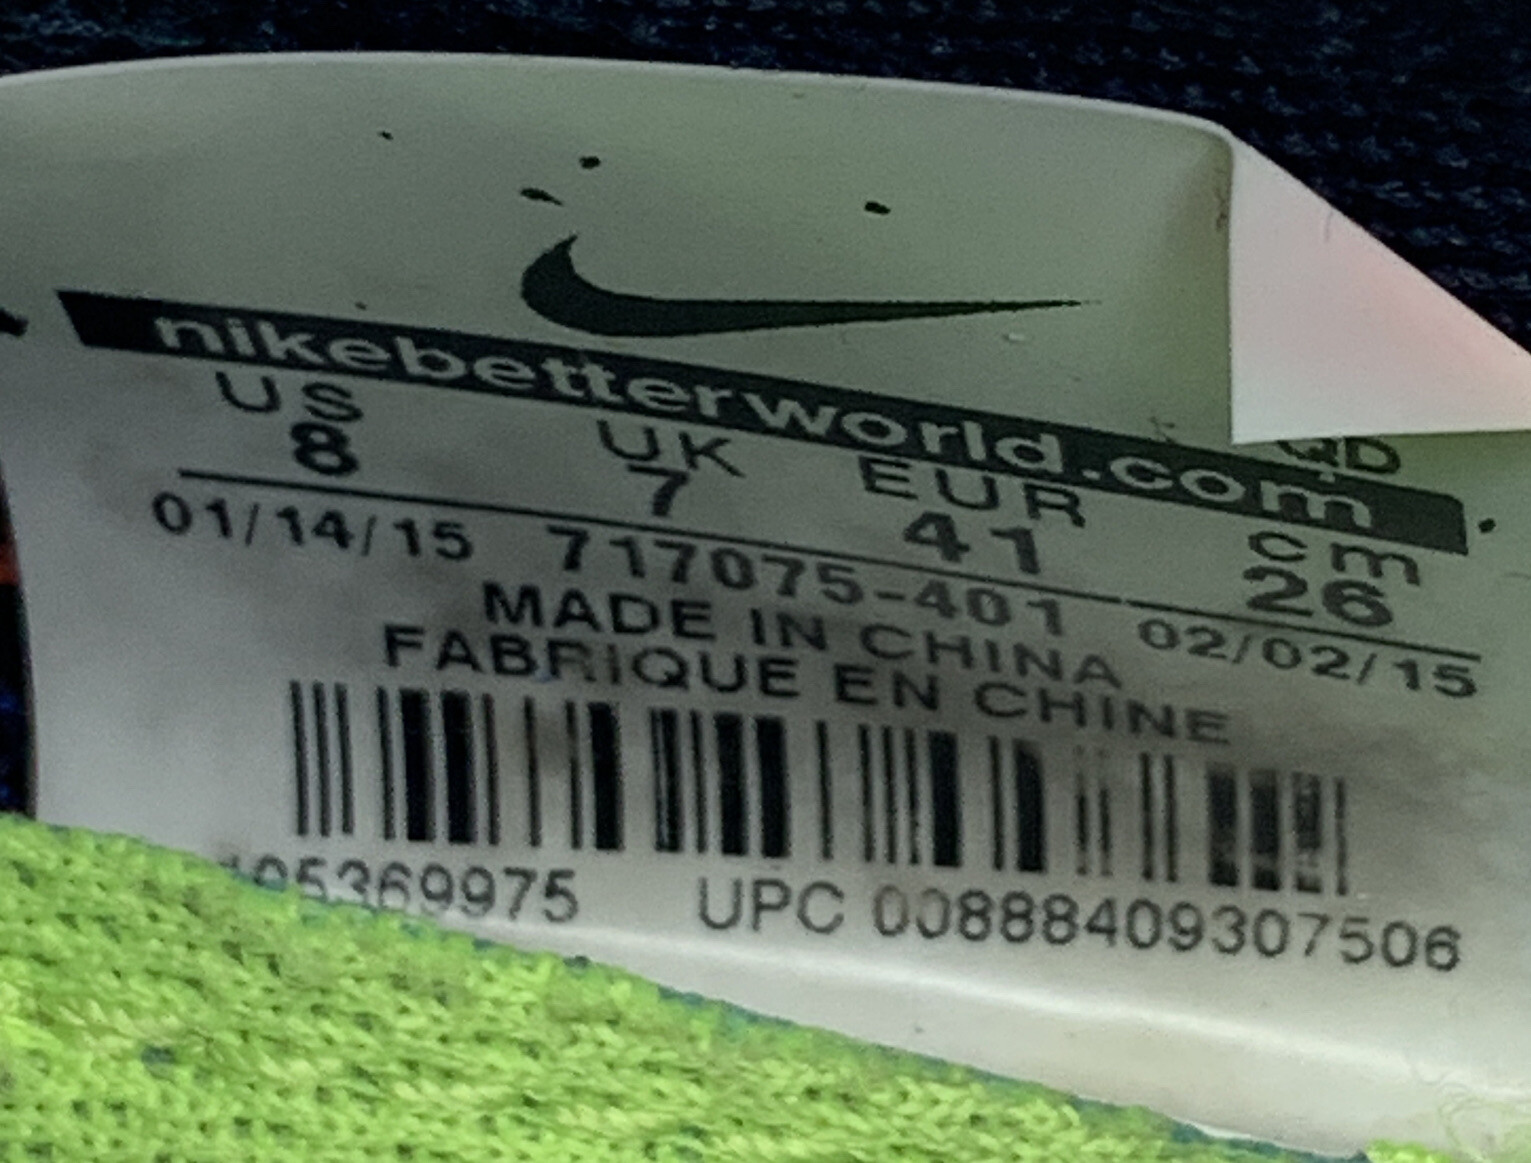 nikebetterworld.com
QD
US UK EUR cm
8 7 41 26
01/14/15 717075-401 02/02/15
MADE IN CHINA
FABRIQUE EN CHINE
UPC 00888409307506